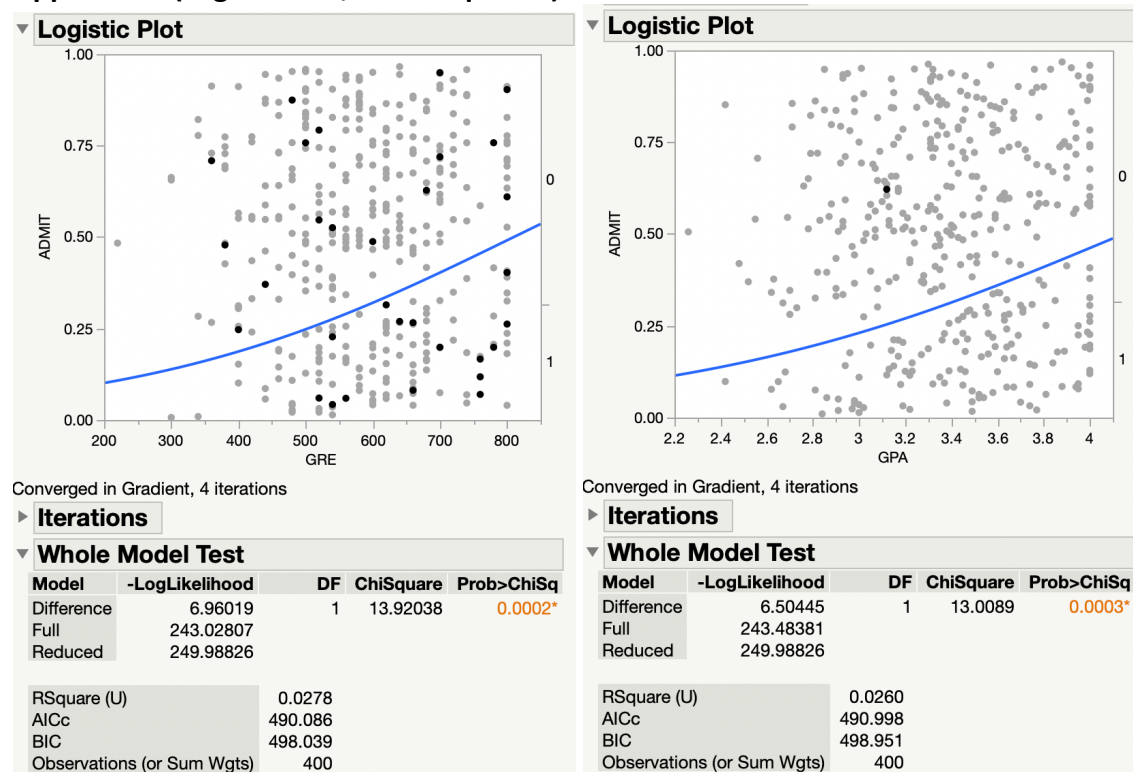 Logistic Plot
1.00
0.75
0.50
0.25
0.00
ADMIT
0
1
200 300 400 500 600 700 800
GRE
Converged in Gradient, 4 iterations
Iterations
Whole Model Test
Model -LogLikelihood DF ChiSquare Prob>ChiSq
Difference 6.96019 1 13.92038 0.0002*
Full 243.02807
Reduced 249.98826
RSquare (U) 0.0278
AICc 490.086
BIC 498.039
Observations (or Sum Wgts) 400
Logistic Plot
1.00
0.75
0.50
0.25
0.00
ADMIT
0
1
2.2 2.4 2.6 2.8 3 3.2 3.4 3.6 3.8 4
GPA
Converged in Gradient, 4 iterations
Iterations
Whole Model Test
Model -LogLikelihood DF ChiSquare Prob>ChiSq
Difference 6.50445 1 13.0089 0.0003*
Full 243.48381
Reduced 249.98826
RSquare (U) 0.0260
AICc 490.998
BIC 498.951
Observations (or Sum Wgts) 400